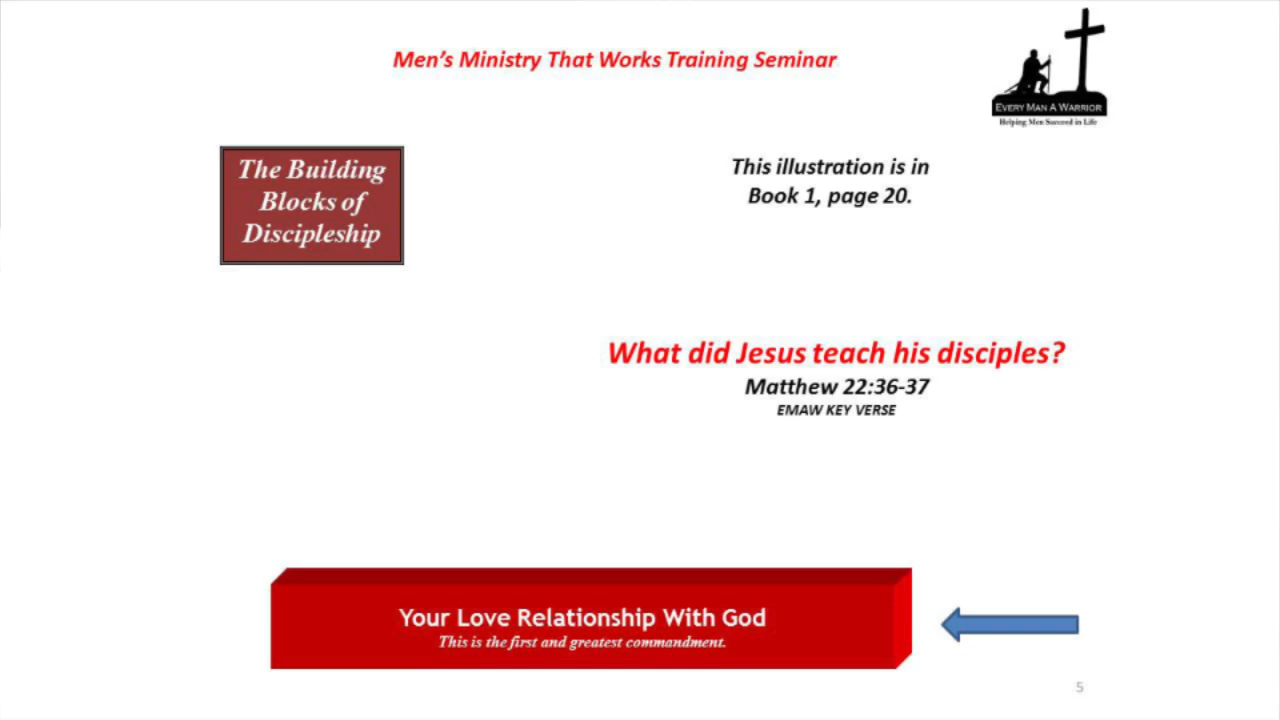 Men's Ministry That Works Training Seminar
EVERY MAN A WARRIOR
Helping Men Succeed in Life
The Building
Blocks of
Discipleship
This illustration is in
Book 1, page 20.
What did Jesus teach his disciples?
Matthew 22:36-37
EMAW KEY VERSE
Your Love Relationship With God
This is the first and greatest commandment.
5